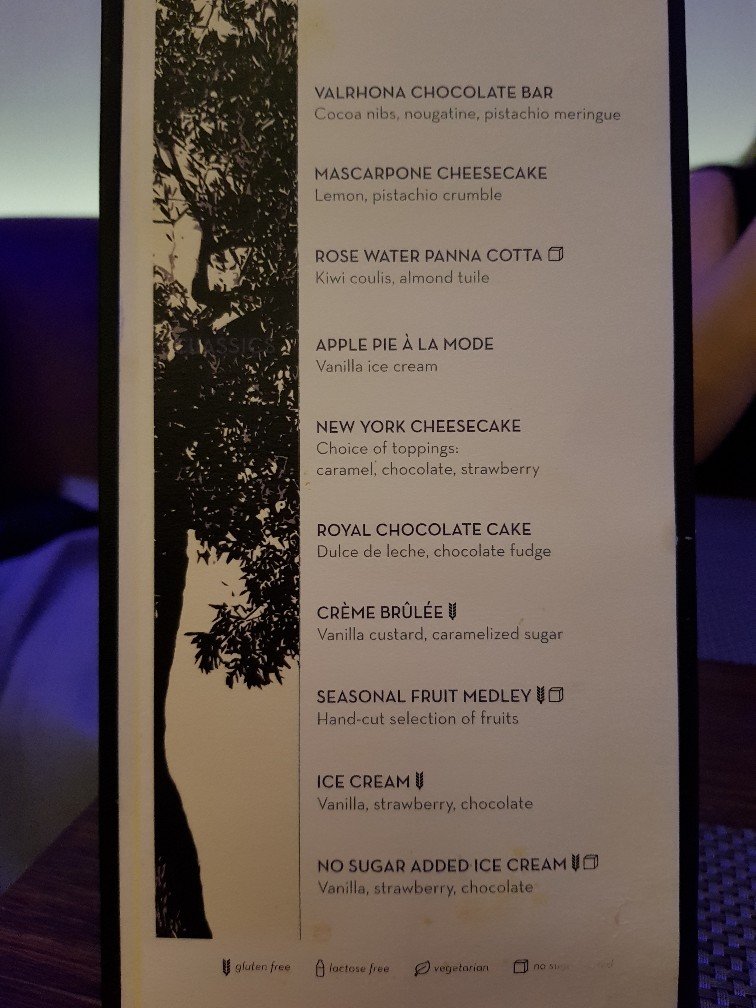 VALRHONA CHOCOLATE BAR
Cocoa nibs, nougatine, pistachio meringue
MASCARPONE CHEESECAKE
Lemon, pistachio crumble
ROSE WATER PANNA COTTA
Kiwi coulis, almond tuile
CLASSICS
APPLE PIE À LA MODE
Vanilla ice cream
NEW YORK CHEESECAKE
Choice of toppings:
caramel, chocolate, strawberry
ROYAL CHOCOLATE CAKE
Dulce de leche, chocolate fudge
CRÈME BRÛLÉE
Vanilla custard, caramelized sugar
SEASONAL FRUIT MEDLEY
Hand-cut selection of fruits
ICE CREAM
Vanilla, strawberry, chocolate
NO SUGAR ADDED ICE CREAM
Vanilla, strawberry, chocolate
gluten free lactose free vegetarian no